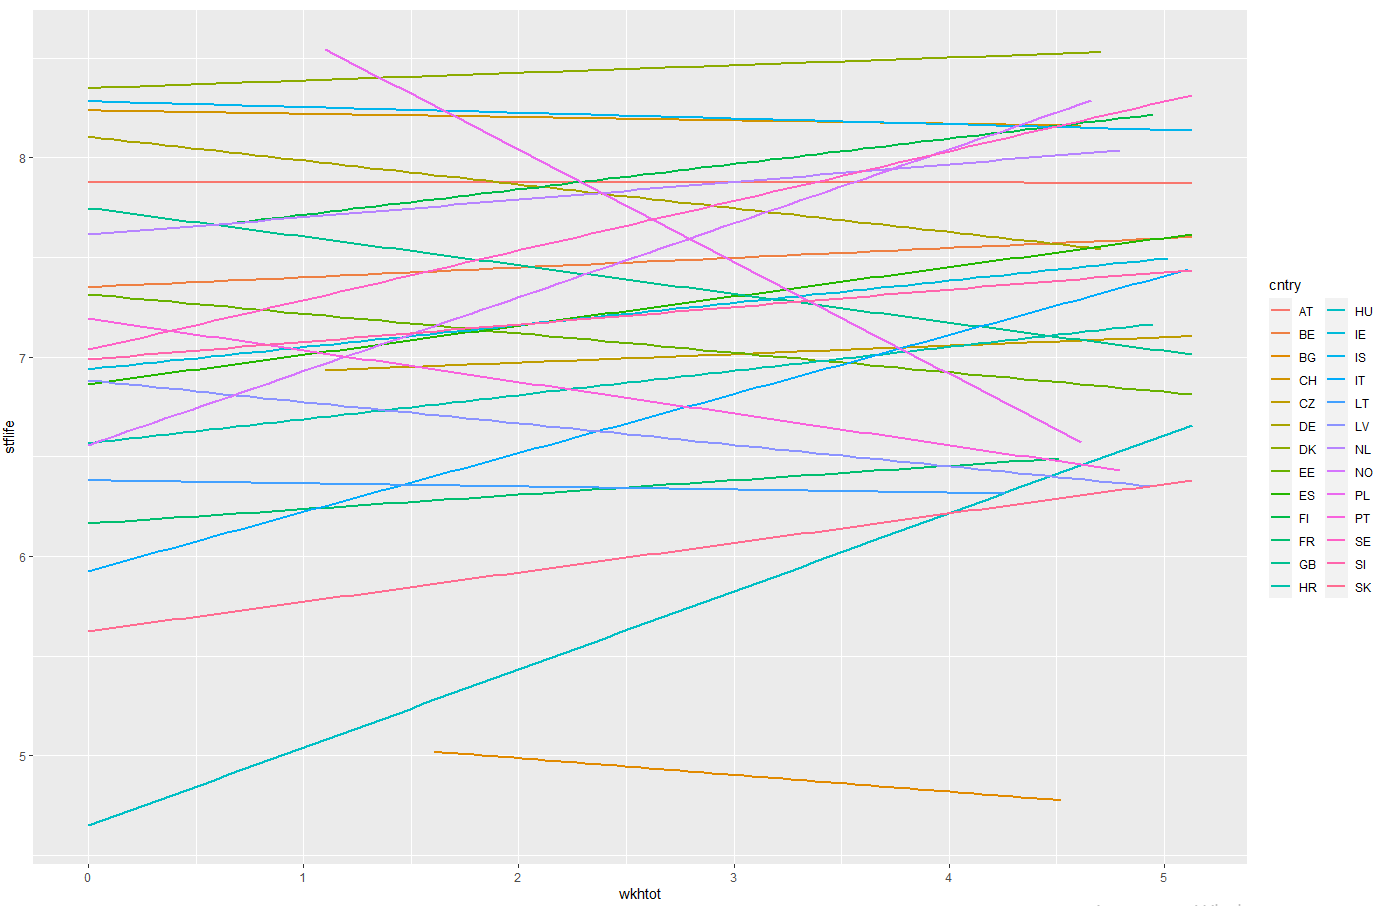 8
7
6
5
stflife
0 1 2 3 4 5
wkhtot
cntry
AT HU
BE IE
BG IS
CH IT
CZ LT
DE LV
DK NL
EE NO
ES PL
FI PT
FR SE
GB SI
HR SK